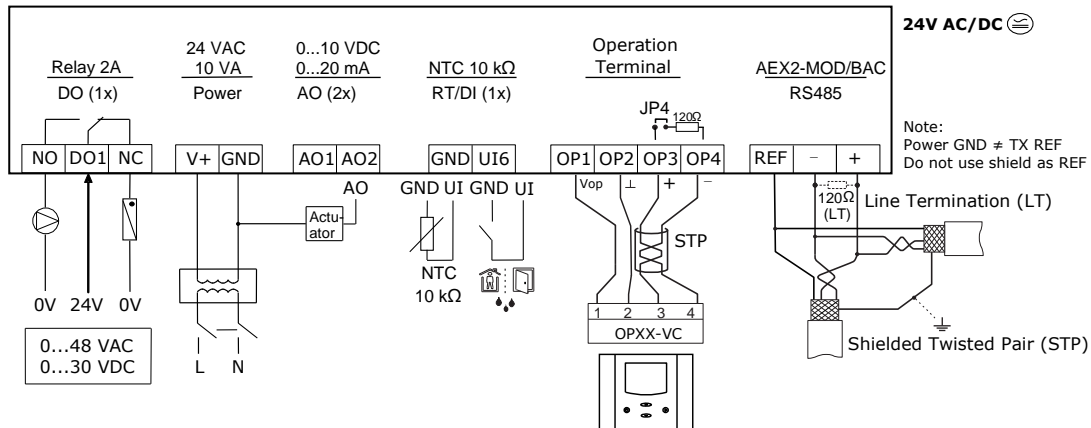 24V AC/DC
24 VAC
10 VA
Power
0...10 VDC
0...20 mA
AO (2x)
Operation
Terminal
Relay 2A
DO (1x)
NTC 10 kΩ
RT/DI (1x)
AEX2-MOD/BAC
RS485
JP4
120Ω
Note:
Power GND ≠ TX REF
Do not use shield as REF
NO DO1 NC
V+ GND
AO1 AO2
GND UI6
OP1 OP2 OP3 OP4
REF − +
AO
GND UI GND UI
Vop ⊥ + −
120Ω
(LT)
Line Termination (LT)
Actu-
ator
STP
NTC
10 kΩ
0V 24V 0V
1 2 3 4
OPXX-VC
0...48 VAC
0...30 VDC
L N
Shielded Twisted Pair (STP)